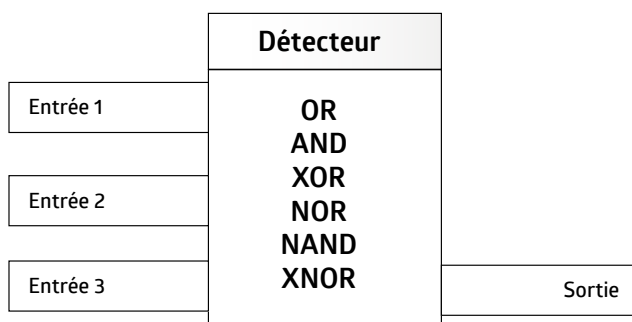 Détecteur
Entrée 1
OR
AND
XOR
Entrée 2
NOR
NAND
Entrée 3
XNOR
Sortie